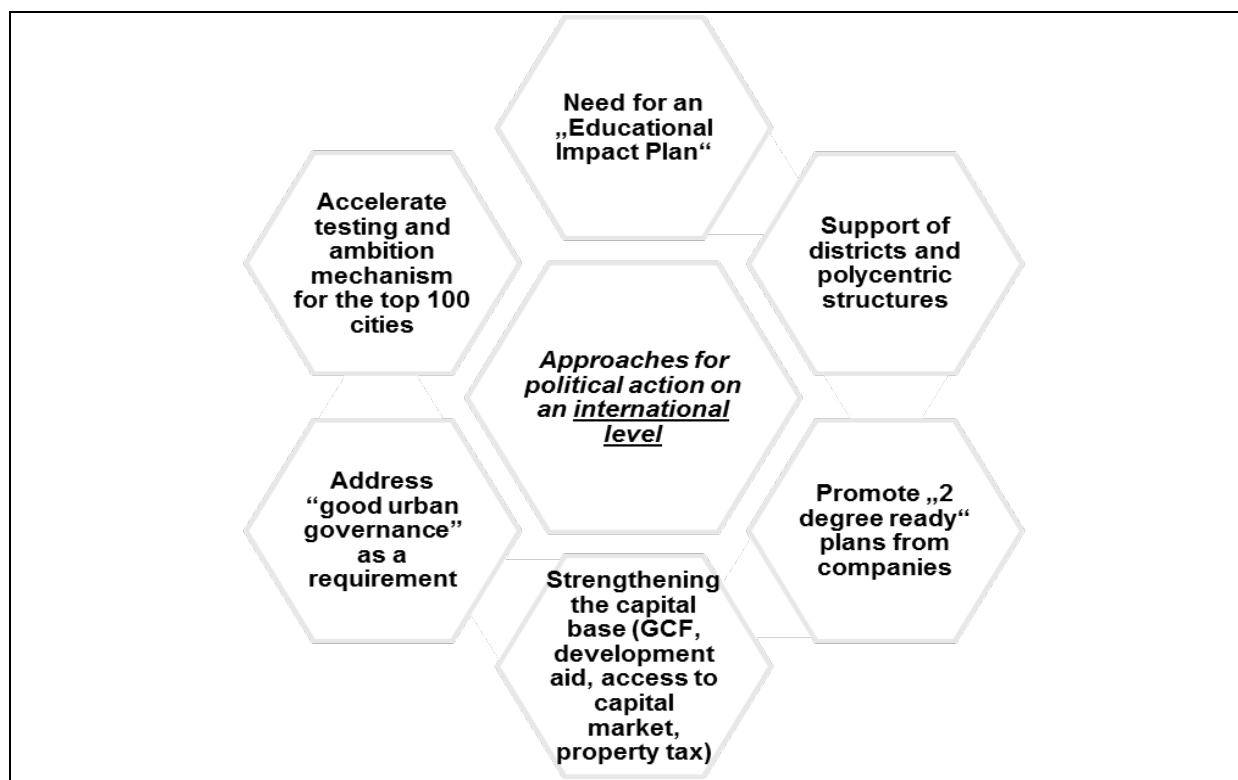 Need for an
„Educational
Impact Plan“
Accelerate
testing and
ambition
mechanism
for the top 100
cities
Support of
districts and
polycentric
structures
Approaches for
political action on
an international
level
Address
“good urban
governance”
as a
requirement
Promote „2
degree ready“
plans from
companies
Strengthening
the capital
base (GCF,
development
aid, access to
capital
market,
property tax)